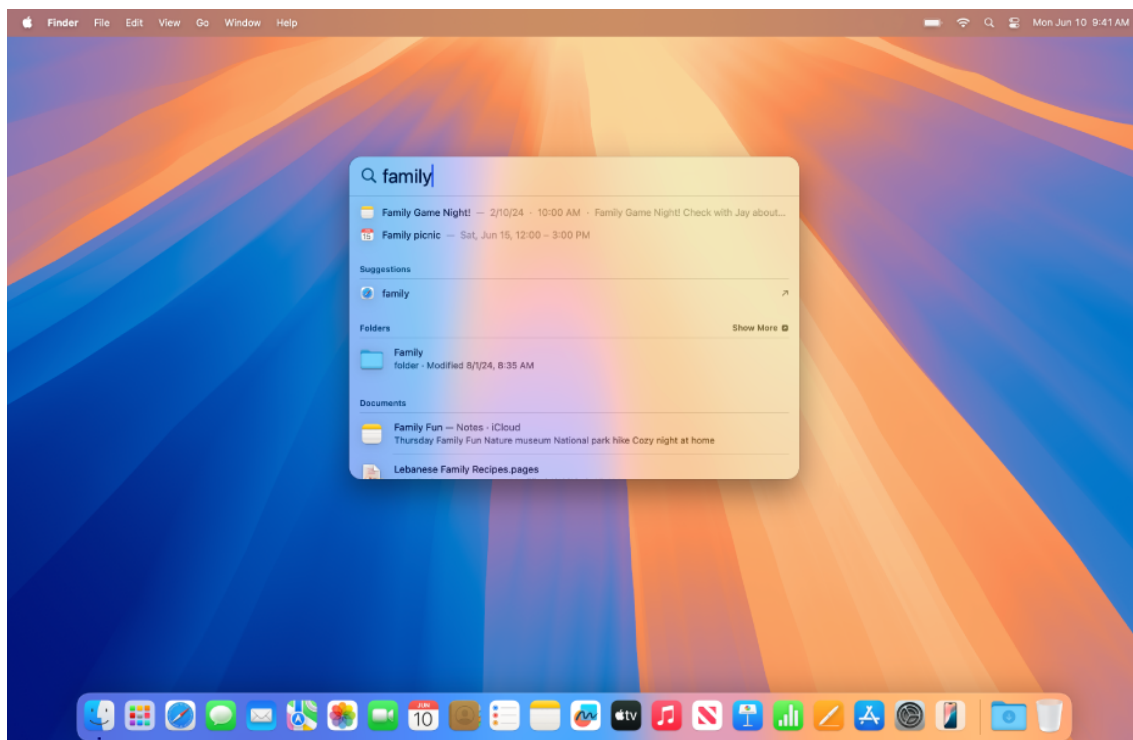 Finder File Edit View Go Window Help Mon Jun 10 9:41 AM
family
Family Game Night! — 2/10/24 · 10:00 AM · Family Game Night! Check with Jay about...
15 Family picnic — Sat, Jun 15, 12:00 – 3:00 PM
Suggestions
family
Folders Show More
Family
folder · Modified 8/1/24, 8:35 AM
Documents
Family Fun — Notes · iCloud
Thursday Family Fun Nature museum National park hike Cozy night at home
Lebanese Family Recipes.pages
JUN
10
tv